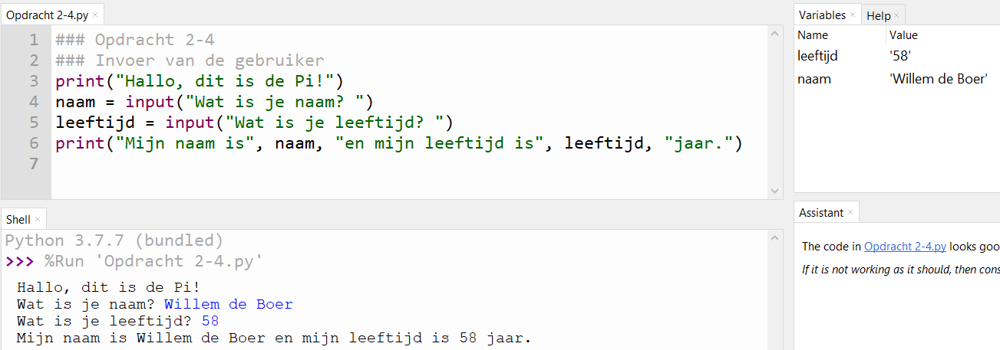 Opdracht 2-4.py ×
1 ### Opdracht 2-4
2 ### Invoer van de gebruiker
3 print("Hallo, dit is de Pi!")
4 naam = input("Wat is je naam? ")
5 leeftijd = input("Wat is je leeftijd? ")
6 print("Mijn naam is", naam, "en mijn leeftijd is", leeftijd, "jaar.")
7
Shell ×
Python 3.7.7 (bundled)
>>> %Run 'Opdracht 2-4.py'
Hallo, dit is de Pi!
Wat is je naam? Willem de Boer
Wat is je leeftijd? 58
Mijn naam is Willem de Boer en mijn leeftijd is 58 jaar.
Variables × Help ×
Name Value
leeftijd '58'
naam 'Willem de Boer'
Assistant ×
The code in Opdracht 2-4.py looks goo
If it is not working as it should, then cons